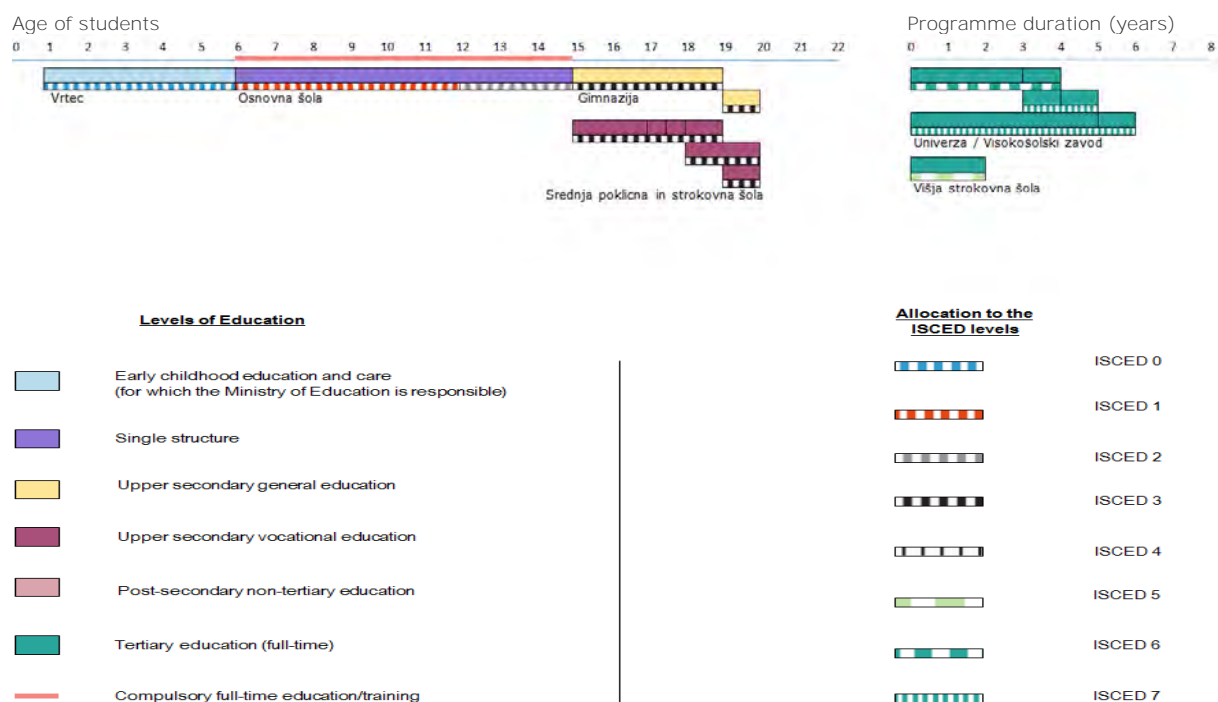 Age of students
0 1 2 3 4 5 6 7 8 9 10 11 12 13 14 15 16 17 18 19 20 21 22
Vrtec
Osnovna šola
Gimnazija
Srednja poklicna in strokovna šola
Programme duration (years)
0 1 2 3 4 5 6 7 8
Univerza / Visokošolski zavod
Višja strokovna šola
Levels of Education
Early childhood education and care
(for which the Ministry of Education is responsible)
Single structure
Upper secondary general education
Upper secondary vocational education
Post-secondary non-tertiary education
Tertiary education (full-time)
Compulsory full-time education/training
Allocation to the
ISCED levels
ISCED 0
ISCED 1
ISCED 2
ISCED 3
ISCED 4
ISCED 5
ISCED 6
ISCED 7